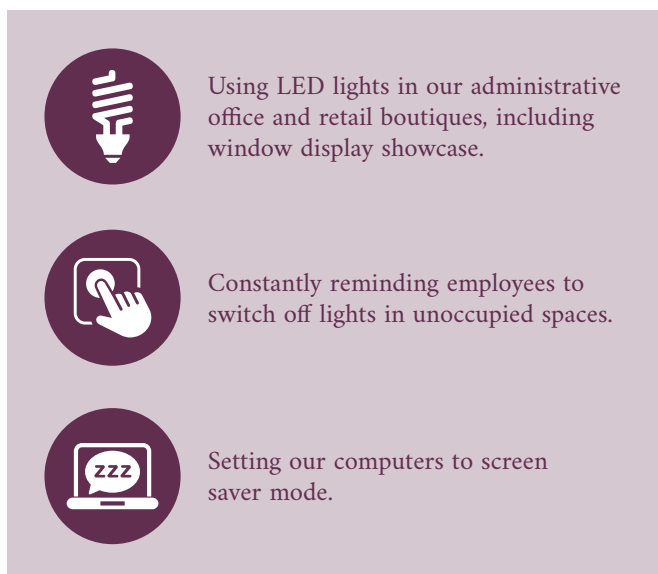 Using LED lights in our administrative
office and retail boutiques, including
window display showcase.
Constantly reminding employees to
switch off lights in unoccupied spaces.
zzz
Setting our computers to screen
saver mode.